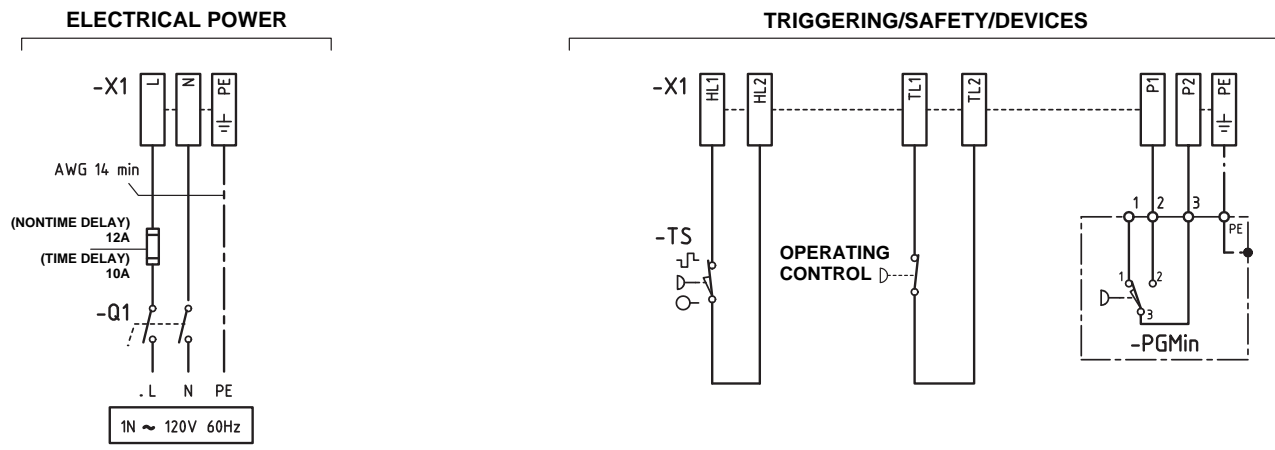 ELECTRICAL POWER
-X1
L
N
PE
AWG 14 min
(NONTIME DELAY)
12A
(TIME DELAY)
10A
-Q1
.L N PE
1N ~ 120V 60Hz
TRIGGERING/SAFETY/DEVICES
-X1
HL1
HL2
TL1
TL2
P1
P2
PE
-TS
OPERATING
CONTROL
1 2 3
PE
1 2
3
-PGMin